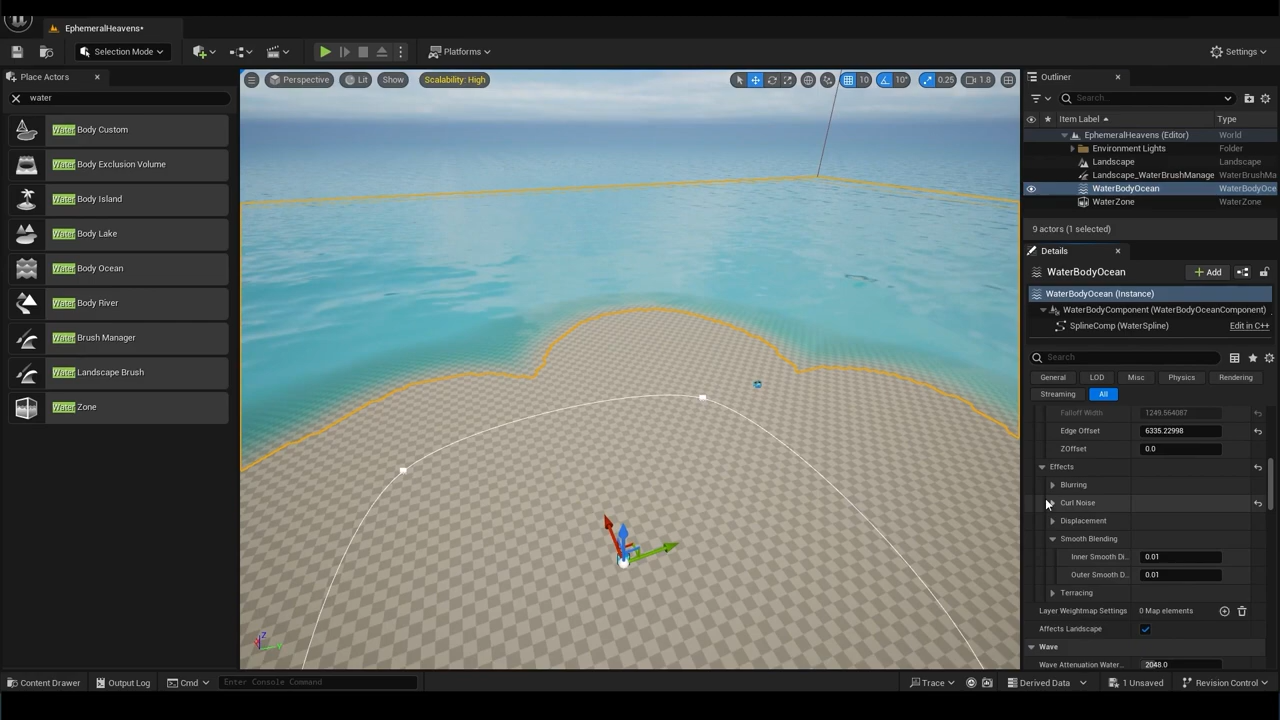 EphemeralHeavens*
Selection Mode
Platforms
Settings
Place Actors
water
Water Body Custom
Water Body Exclusion Volume
Water Body Island
Water Body Lake
Water Body Ocean
Water Body River
Water Brush Manager
Water Landscape Brush
Water Zone
Perspective
Lit
Show
Scalability: High
10
10°
0.25
1.8
Z
Outliner
Search...
Item Label
Type
EphemeralHeavens (Editor)
World
Environment Lights
Folder
Landscape
Landscape
Landscape_WaterBrushManage
WaterBrushMa
WaterBodyOcean
WaterBodyOce
WaterZone
WaterZone
9 actors (1 selected)
Details
WaterBodyOcean
Add
WaterBodyOcean (Instance)
WaterBodyComponent (WaterBodyOceanComponent)
SplineComp (WaterSpline)
Edit in C++
Search
General
LOD
Misc
Physics
Rendering
Streaming
All
Falloff Width
1249.564087
Edge Offset
6335.22998
ZOffset
0.0
Effects
Blurring
Curl Noise
Displacement
Smooth Blending
Inner Smooth Di...
0.01
Outer Smooth D...
0.01
Terracing
Layer Weightmap Settings
0 Map elements
Affects Landscape
Wave
Wave Attenuation Water...
2048.0
Content Drawer
Output Log
Cmd
Enter Console Command
Trace
Derived Data
1 Unsaved
Revision Control